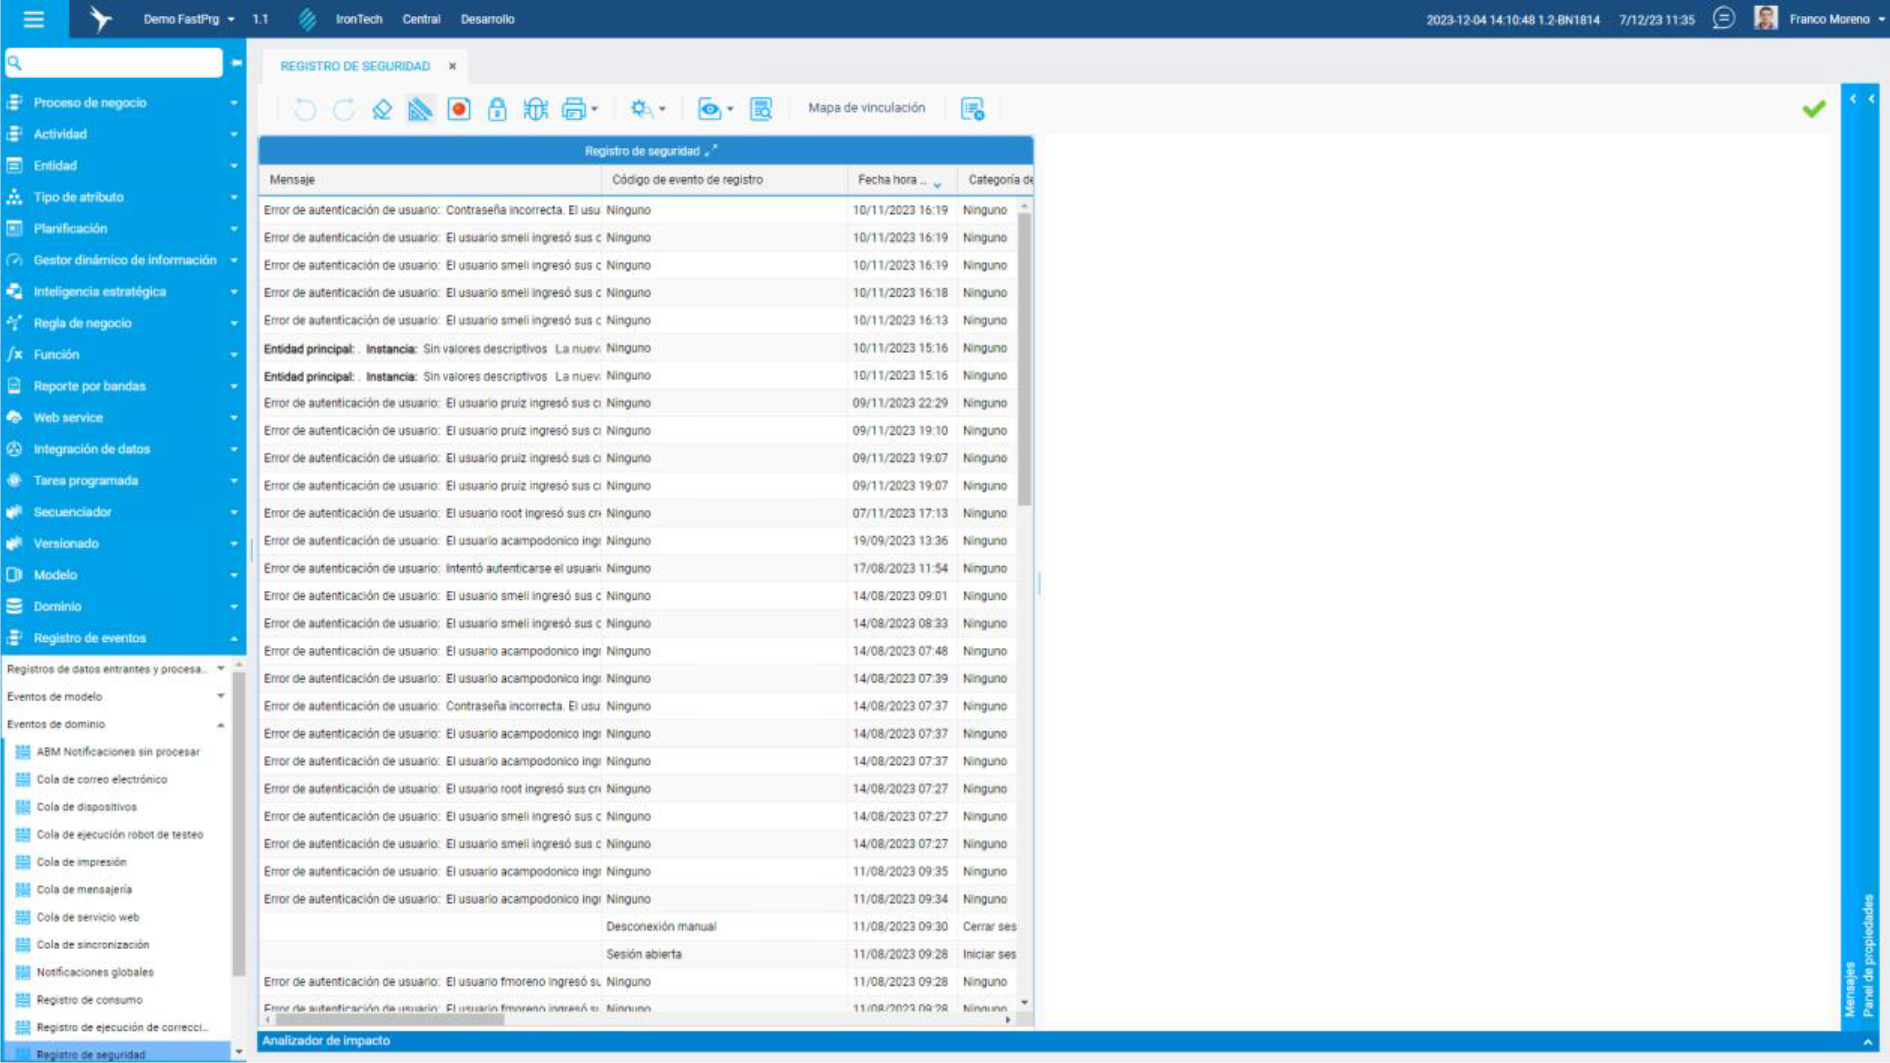 Demo FastPrg 1.1 IronTech Central Desarrollo 2023-12-04 14:10:48 1.2-BN1814 7/12/23 11:35 Franco Moreno
REGISTRO DE SEGURIDAD
Mapa de vinculación
Proceso de negocio
Actividad
Entidad
Tipo de atributo
Planificación
Gestor dinámico de información
Inteligencia estratégica
Regla de negocio
Función
Reporte por bandas
Web service
Integración de datos
Tarea programada
Secuenciador
Versionado
Modelo
Dominio
Registro de eventos
Registros de datos entrantes y procesa..
Eventos de modelo
Eventos de dominio
ABM Notificaciones sin procesar
Cola de correo electrónico
Cola de dispositivos
Cola de ejecución robot de testeo
Cola de impresión
Cola de mensajería
Cola de servicio web
Cola de sincronización
Notificaciones globales
Registro de consumo
Registro de ejecución de correcci...
Registro de seguridad
Registro de seguridad
Mensaje Código de evento de registro Fecha hora ... Categoría de
Error de autenticación de usuario: Contraseña incorrecta. El usu Ninguno 10/11/2023 16:19 Ninguno
Error de autenticación de usuario: El usuario smeli ingresó sus c Ninguno 10/11/2023 16:19 Ninguno
Error de autenticación de usuario: El usuario smeli ingresó sus c Ninguno 10/11/2023 16:19 Ninguno
Error de autenticación de usuario: El usuario smeli ingresó sus c Ninguno 10/11/2023 16:18 Ninguno
Error de autenticación de usuario: El usuario smeli ingresó sus c Ninguno 10/11/2023 16:13 Ninguno
Entidad principal: . Instancia: Sin valores descriptivos La nuev Ninguno 10/11/2023 15:16 Ninguno
Entidad principal: . Instancia: Sin valores descriptivos La nuev Ninguno 10/11/2023 15:16 Ninguno
Error de autenticación de usuario: El usuario pruiz ingresó sus c Ninguno 09/11/2023 22:29 Ninguno
Error de autenticación de usuario: El usuario pruiz ingresó sus c Ninguno 09/11/2023 19:10 Ninguno
Error de autenticación de usuario: El usuario pruiz ingresó sus c Ninguno 09/11/2023 19:07 Ninguno
Error de autenticación de usuario: El usuario pruiz ingresó sus c Ninguno 09/11/2023 19:07 Ninguno
Error de autenticación de usuario: El usuario root ingresó sus cr Ninguno 07/11/2023 17:13 Ninguno
Error de autenticación de usuario: El usuario acampodonico ing Ninguno 19/09/2023 13:36 Ninguno
Error de autenticación de usuario: Intentó autenticarse el usuari Ninguno 17/08/2023 11:54 Ninguno
Error de autenticación de usuario: El usuario smeli ingresó sus c Ninguno 14/08/2023 09:01 Ninguno
Error de autenticación de usuario: El usuario smeli ingresó sus c Ninguno 14/08/2023 08:33 Ninguno
Error de autenticación de usuario: El usuario acampodonico ing Ninguno 14/08/2023 07:48 Ninguno
Error de autenticación de usuario: El usuario acampodonico ing Ninguno 14/08/2023 07:39 Ninguno
Error de autenticación de usuario: Contraseña incorrecta. El usu Ninguno 14/08/2023 07:37 Ninguno
Error de autenticación de usuario: El usuario acampodonico ing Ninguno 14/08/2023 07:37 Ninguno
Error de autenticación de usuario: El usuario acampodonico ing Ninguno 14/08/2023 07:37 Ninguno
Error de autenticación de usuario: El usuario root ingresó sus cr Ninguno 14/08/2023 07:27 Ninguno
Error de autenticación de usuario: El usuario smeli ingresó sus c Ninguno 14/08/2023 07:27 Ninguno
Error de autenticación de usuario: El usuario smeli ingresó sus c Ninguno 14/08/2023 07:27 Ninguno
Error de autenticación de usuario: El usuario acampodonico ing Ninguno 11/08/2023 09:35 Ninguno
Error de autenticación de usuario: El usuario acampodonico ing Ninguno 11/08/2023 09:34 Ninguno
Desconexión manual 11/08/2023 09:30 Cerrar ses
Sesión abierta 11/08/2023 09:28 Iniciar ses
Error de autenticación de usuario: El usuario fmoreno ingresó su Ninguno 11/08/2023 09:28 Ninguno
Error de autenticación de usuario: El usuario fmoreno ingresó su Ninguno 11/08/2023 09:28 Ninguno
Analizador de impacto
Mensajes
Panel de propiedades